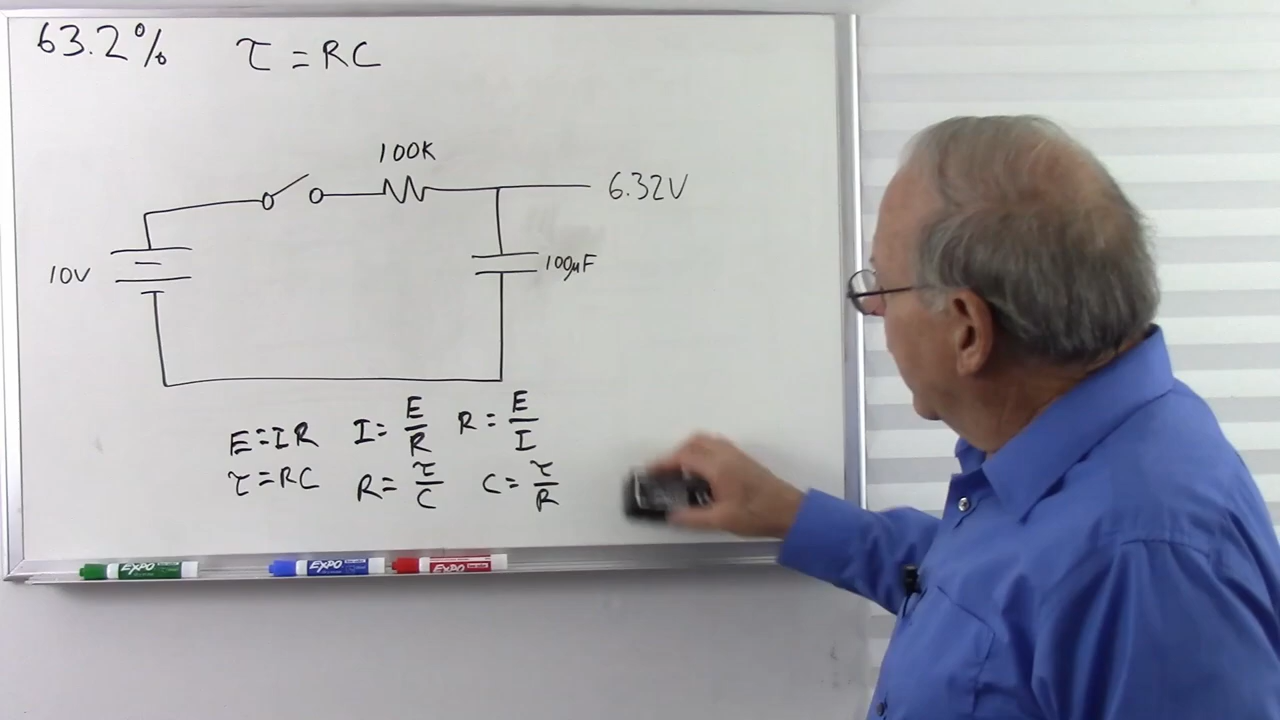 63.2% τ = RC
100K
6.32V
10V
100μF
E=IR I=E/R R=E/I
τ=RC R=τ/C C=τ/R
EXPO EXPO EXPO